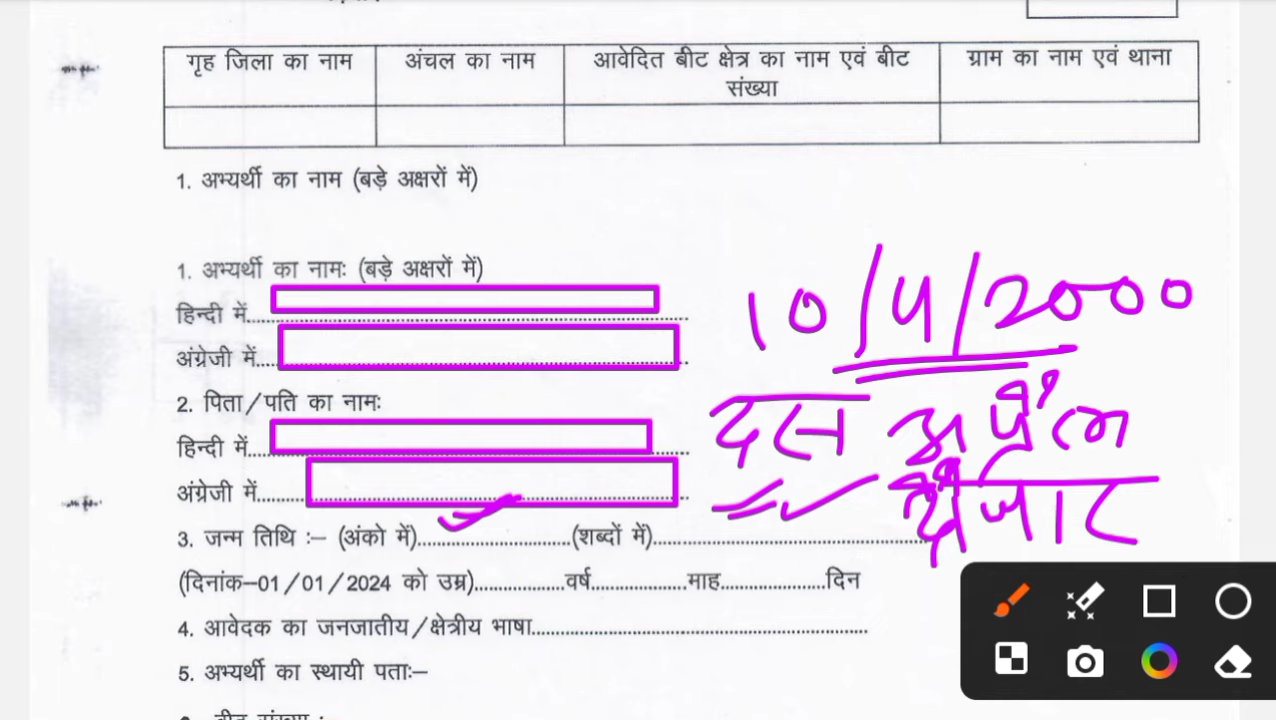 गृह जिला का नाम
अंचल का नाम
आवेदित बीट क्षेत्र का नाम एवं बीट
संख्या
ग्राम का नाम एवं थाना
1. अभ्यर्थी का नाम (बड़े अक्षरों में)
1. अभ्यर्थी का नामः (बड़े अक्षरों में)
हिन्दी में
अंग्रेजी में
10/4/2000
2. पिता/पति का नामः
दस अप्रैल
हिन्दी में
अंग्रेजी में
3. जन्म तिथि :– (अंको में)....................(शब्दों में)....................
(दिनांक–01/01/2024 को उम्र)............वर्ष............माह............दिन
4. आवेदक का जनजातीय/क्षेत्रीय भाषा....................
5. अभ्यर्थी का स्थायी पताः–